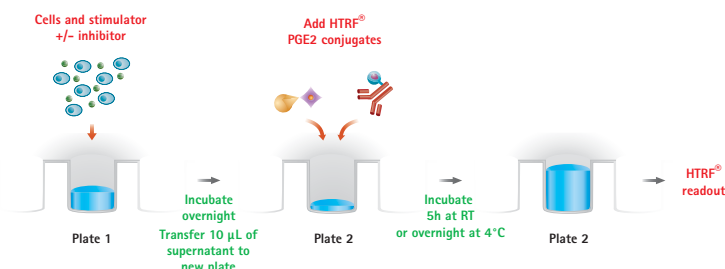 Cells and stimulator
+/- inhibitor
Add HTRF®
PGE2 conjugates
Incubate
overnight
Transfer 10 µL of
supernatant to
new plate
Incubate
5h at RT
or overnight at 4°C
HTRF®
readout
Plate 1
Plate 2
Plate 2